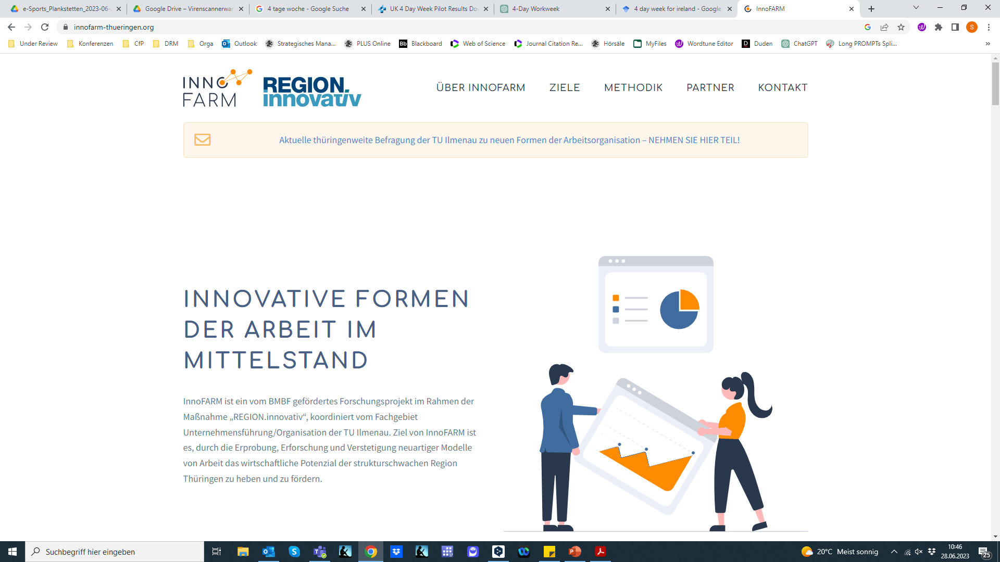 e-Sports_Plankstetten_2023-06-
Google Drive – Virenscannerwar
4 tage woche - Google Suche
UK 4 Day Week Pilot Results Do
4-Day Workweek
4 day week for ireland - Google
InnoFARM
innofarm-thueringen.org
S
Under Review
Konferenzen
CfP
DRM
Orga
Outlook
Strategisches Mana...
PLUS Online
Bb Blackboard
Web of Science
Journal Citation Re...
Hörsäle
MyFiles
Wordtune Editor
D Duden
ChatGPT
Long PROMPTs Spli...
»
INNO
FARM
REGION.
innovativ
ÜBER INNOFARM
ZIELE
METHODIK
PARTNER
KONTAKT
Aktuelle thüringenweite Befragung der TU Ilmenau zu neuen Formen der Arbeitsorganisation – NEHMEN SIE HIER TEIL!
INNOVATIVE FORMEN
DER ARBEIT IM
MITTELSTAND
InnoFARM ist ein vom BMBF gefördertes Forschungsprojekt im Rahmen der
Maßnahme „REGION.innovativ“, koordiniert vom Fachgebiet
Unternehmensführung/Organisation der TU Ilmenau. Ziel von InnoFARM ist
es, durch die Erprobung, Erforschung und Verstetigung neuartiger Modelle
von Arbeit das wirtschaftliche Potenzial der strukturschwachen Region
Thüringen zu heben und zu fördern.
Suchbegriff hier eingeben
20°C Meist sonnig
10:46
28.06.2023
25